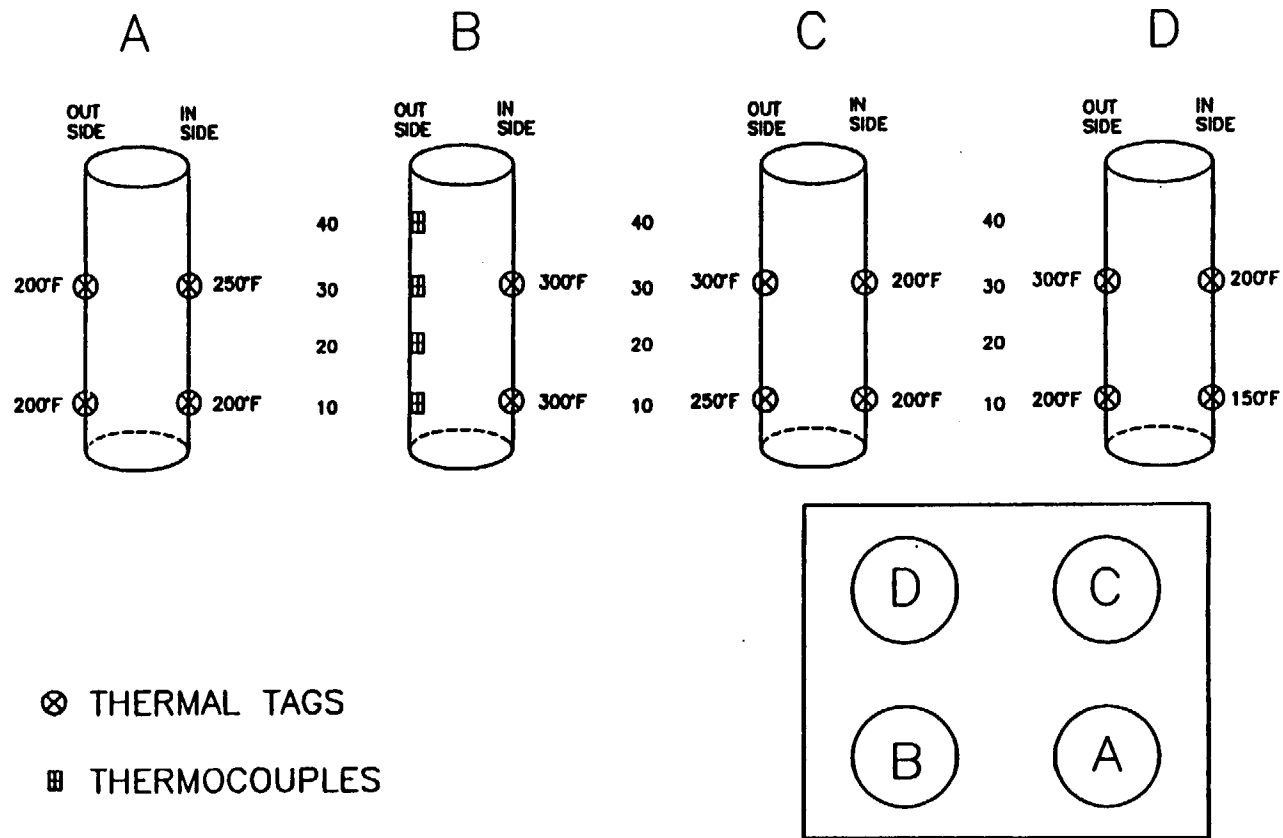 A B C D
OUT SIDE IN SIDE OUT SIDE IN SIDE OUT SIDE IN SIDE OUT SIDE IN SIDE
40 40 40
200°F 250°F 30 300°F 30 300°F 200°F 30 300°F 200°F
20 20 20
200°F 200°F 10 300°F 10 250°F 200°F 10 200°F 150°F
D C
B A
THERMAL TAGS
THERMOCOUPLES